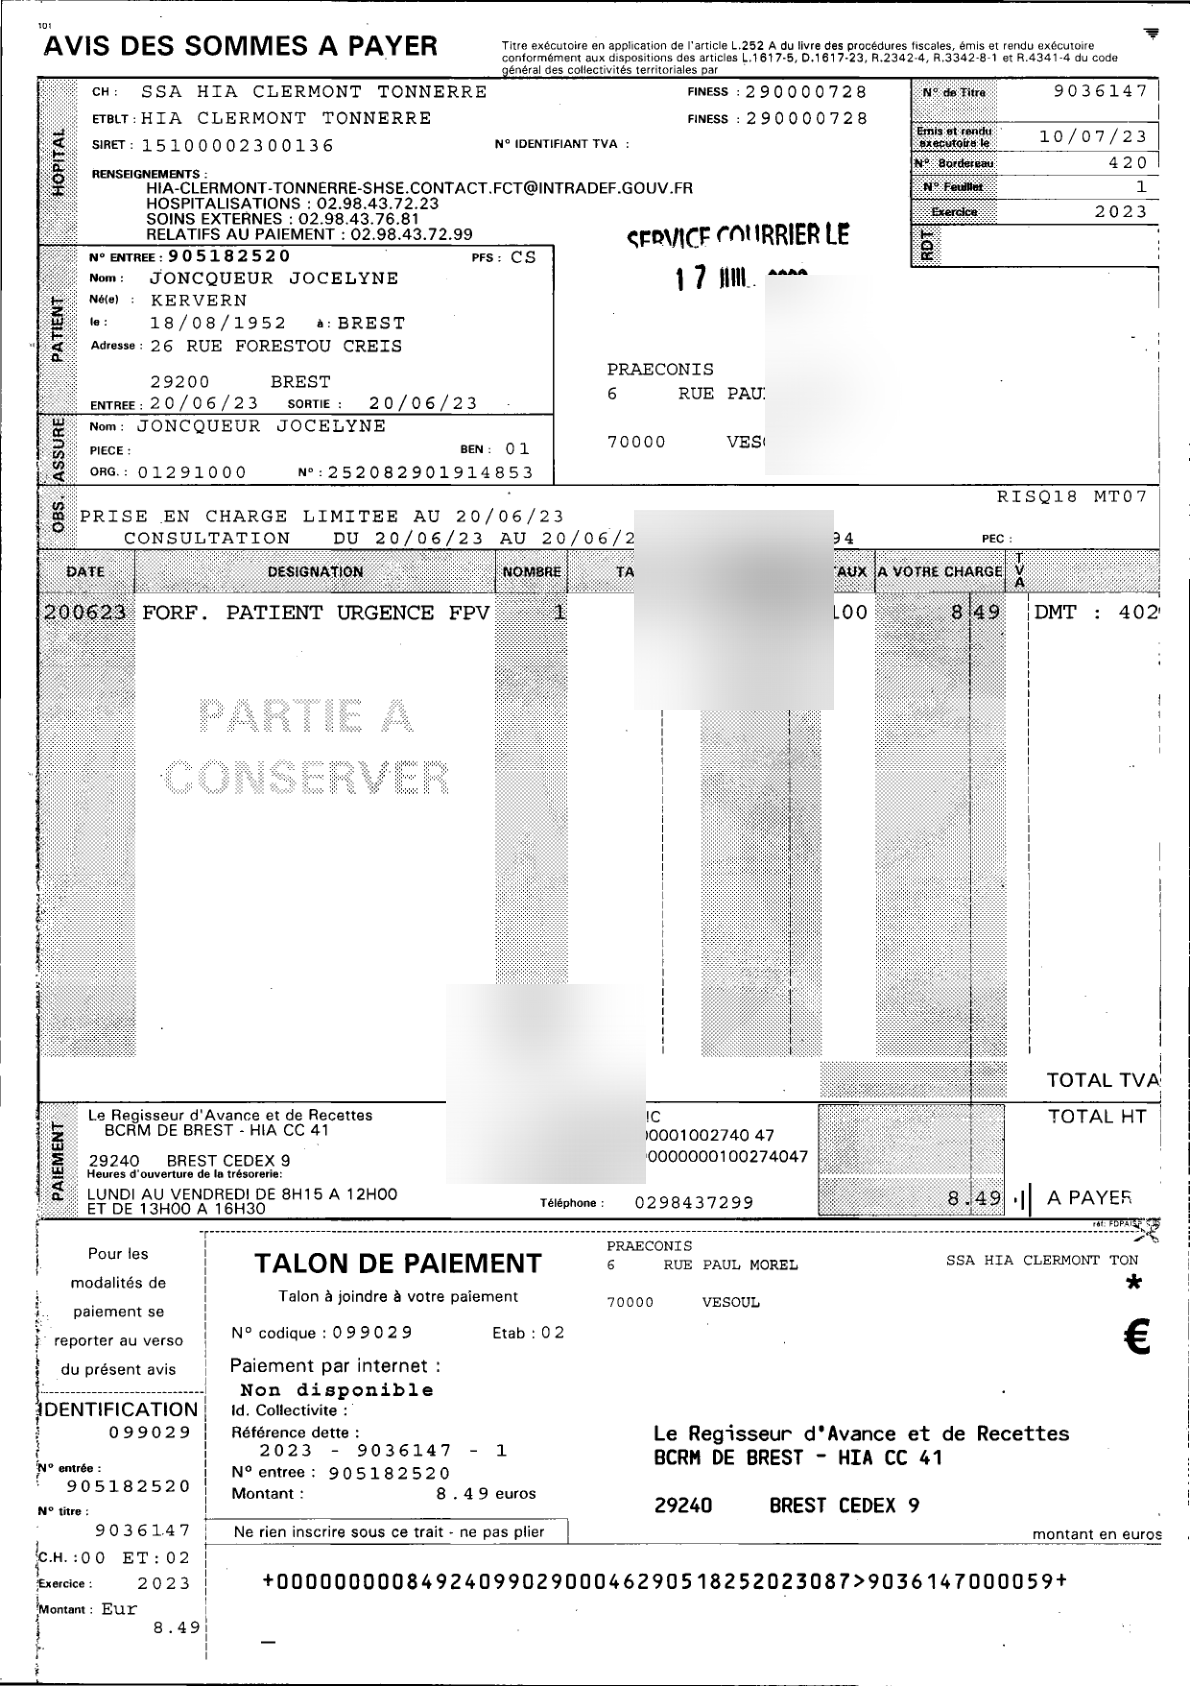 101
AVIS DES SOMMES A PAYER
Titre exécutoire en application de l'article L.252 A du livre des procédures fiscales, émis et rendu exécutoire
conformément aux dispositions des articles L.1617-5, D.1617-23, R.2342-4, R.3342-8-1 et R.4341-4 du code
général des collectivités territoriales par
HOPITAL
CH : SSA HIA CLERMONT TONNERRE FINESS : 290000728
ETBLT : HIA CLERMONT TONNERRE FINESS : 290000728
SIRET : 15100002300136 N° IDENTIFIANT TVA :
RENSEIGNEMENTS :
HIA-CLERMONT-TONNERRE-SHSE.CONTACT.FCT@INTRADEF.GOUV.FR
HOSPITALISATIONS : 02.98.43.72.23
SOINS EXTERNES : 02.98.43.76.81
RELATIFS AU PAIEMENT : 02.98.43.72.99
N° de Titre 9036147
Emis et rendu exécutoire le 10/07/23
N° Bordereau 420
N° Feuillet 1
Exercice 2023
RDT
SERVICE COURRIER LE
17
PATIENT
N° ENTREE : 905182520 PFS : CS
Nom : JONCQUEUR JOCELYNE
Né(e) : KERVERN
le : 18/08/1952 à : BREST
Adresse : 26 RUE FORESTOU CREIS
29200 BREST
ENTREE : 20/06/23 SORTIE : 20/06/23
PRAECONIS
6 RUE PAU
70000 VESO
ASSURE
Nom : JONCQUEUR JOCELYNE
PIECE : BEN : 01
ORG. : 01291000 N° : 252082901914853
OBS.
RISQ18 MT07
PRISE EN CHARGE LIMITEE AU 20/06/23
CONSULTATION DU 20/06/23 AU 20/06/2 94 PEC :
DATE DESIGNATION NOMBRE TA AUX A VOTRE CHARGE TVA
200623 FORF. PATIENT URGENCE FPV 1 100 8 49 DMT : 402
PARTIE A
CONSERVER
TOTAL TVA
PAIEMENT
Le Regisseur d'Avance et de Recettes
BCRM DE BREST - HIA CC 41
29240 BREST CEDEX 9
Heures d'ouverture de la trésorerie:
LUNDI AU VENDREDI DE 8H15 A 12H00
ET DE 13H00 A 16H30
IC
00001002740 47
0000000100274047
Téléphone : 0298437299
TOTAL HT
8.49 A PAYER
réf: FDPAISP
Pour les
modalités de
paiement se
reporter au verso
du présent avis
TALON DE PAIEMENT
Talon à joindre à votre paiement
PRAECONIS
6 RUE PAUL MOREL
70000 VESOUL
SSA HIA CLERMONT TON
*
€
N° codique : 099029 Etab : 02
Paiement par internet :
Non disponible
Id. Collectivite :
Référence dette :
2023 - 9036147 - 1
N° entree : 905182520
Montant : 8.49 euros
Le Regisseur d'Avance et de Recettes
BCRM DE BREST - HIA CC 41
29240 BREST CEDEX 9
IDENTIFICATION
099029
N° entrée :
905182520
N° titre :
9036147
C.H. : 00 ET : 02
Exercice : 2023
Montant : Eur
8.49
Ne rien inscrire sous ce trait - ne pas plier
montant en euros
+000000000849240990290004629051825202308​7>9036147000059+